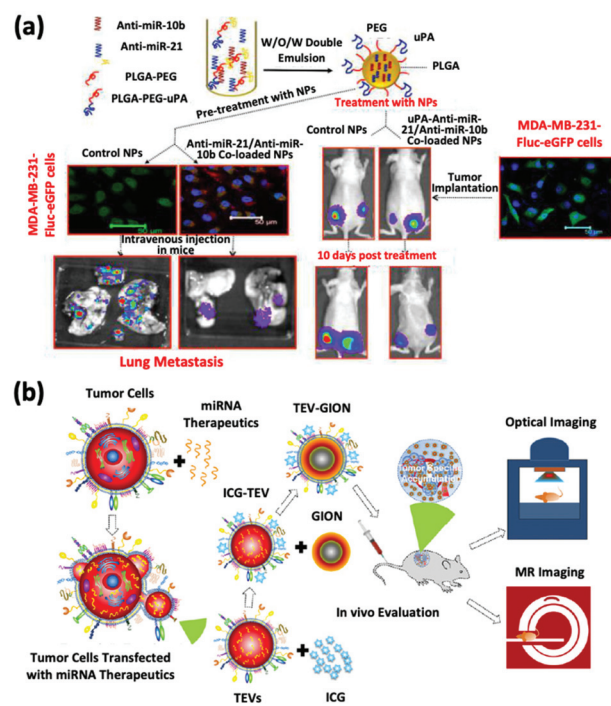 (a)
Anti-miR-10b
Anti-miR-21
PLGA-PEG
PLGA-PEG-uPA
W/O/W Double
Emulsion
PEG
uPA
PLGA
Pre-treatment with NPs
Treatment with NPs
Control NPs
Anti-miR-21/Anti-miR-
10b Co-loaded NPs
Control NPs
uPA-Anti-miR-
21/Anti-miR-10b
Co-loaded NPs
MDA-MB-231-
Fluc-eGFP cells
MDA-MB-231-
Fluc-eGFP cells
50 µm
50 µm
50 µm
Tumor
Implantation
Intravenous injection
in mice
10 days post treatment
Lung Metastasis
(b)
Tumor Cells
miRNA
Therapeutics
TEV-GION
Tumor Specific
Accumulation
Optical Imaging
ICG-TEV
GION
MR Imaging
In vivo Evaluation
Tumor Cells Transfected
with miRNA Therapeutics
TEVs
ICG